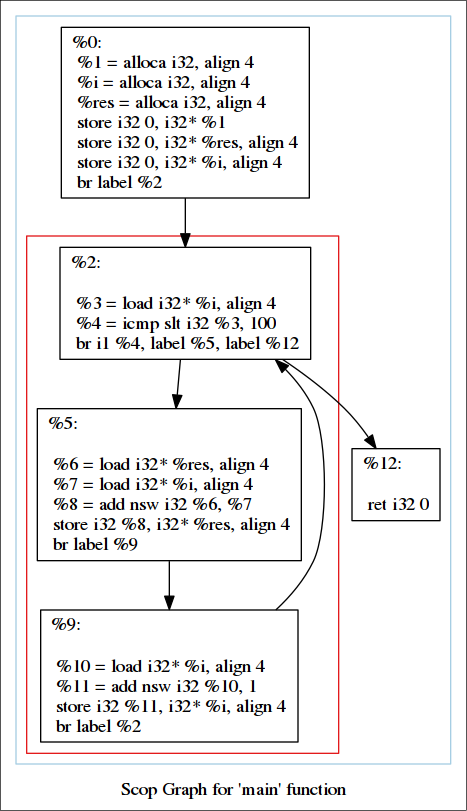 %0:
%1 = alloca i32, align 4
%i = alloca i32, align 4
%res = alloca i32, align 4
store i32 0, i32* %1
store i32 0, i32* %res, align 4
store i32 0, i32* %i, align 4
br label %2
%2:
%3 = load i32* %i, align 4
%4 = icmp slt i32 %3, 100
br i1 %4, label %5, label %12
%5:
%6 = load i32* %res, align 4
%7 = load i32* %i, align 4
%8 = add nsw i32 %6, %7
store i32 %8, i32* %res, align 4
br label %9
%12:
ret i32 0
%9:
%10 = load i32* %i, align 4
%11 = add nsw i32 %10, 1
store i32 %11, i32* %i, align 4
br label %2
Scop Graph for 'main' function